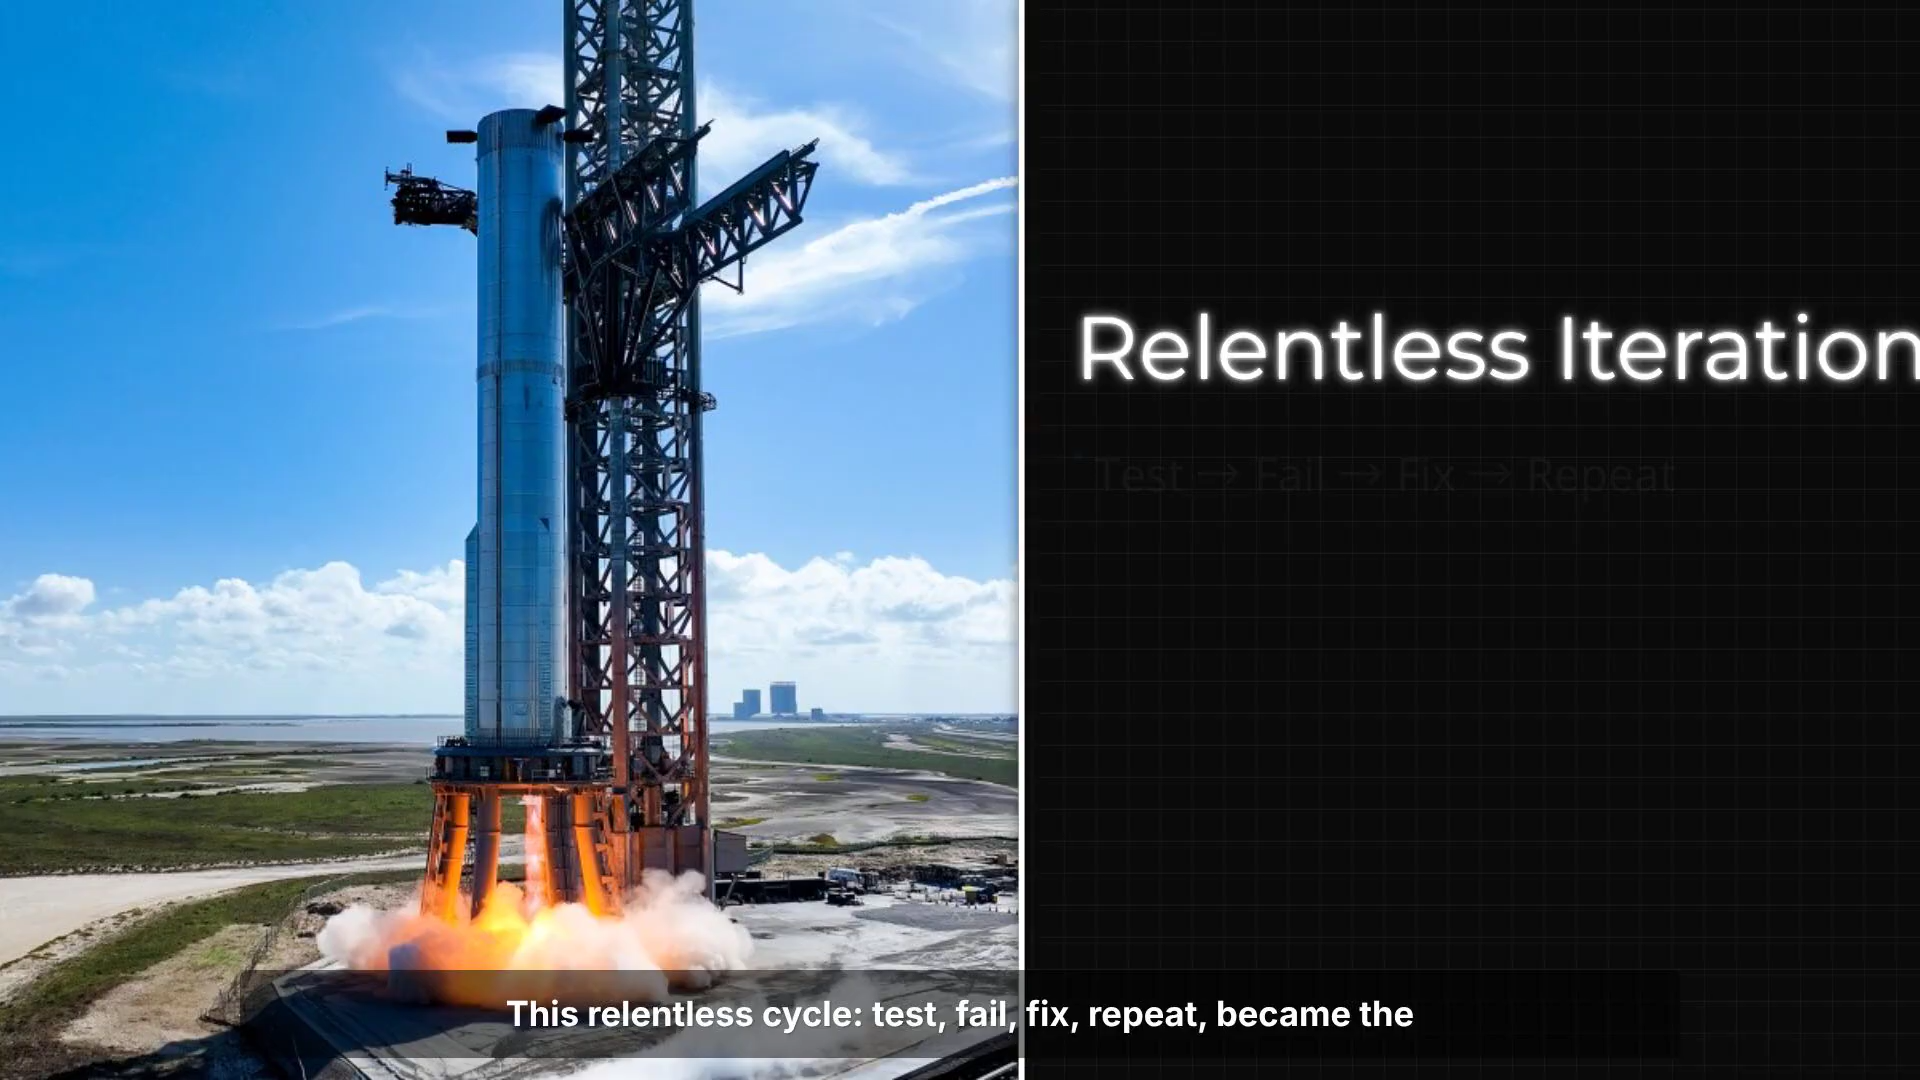 Relentless Iteration
Test → Fail → Fix → Repeat
This relentless cycle: test, fail, fix, repeat, became the